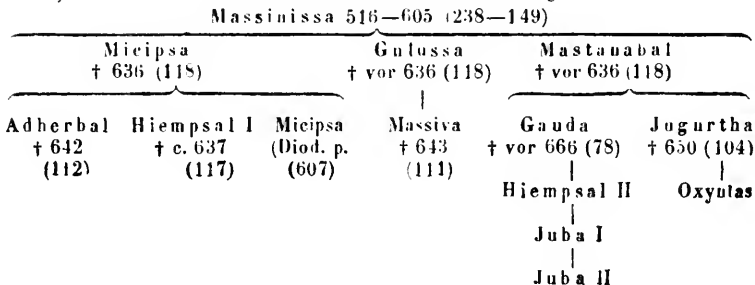 Massinissa 516—605 (238—149)
Micipsa Gulussa Mastanabal
† 636 (118) † vor 636 (118) † vor 636 (118)
Adherbal Hiempsal I Micipsa Massiva Gauda Jugurtha
† 642 † c. 637 (Diod. p. † 643 † vor 666 (78) † 650 (104)
(112) (117) (607) (111) Hiempsal II Oxyntas
Juba I
Juba II